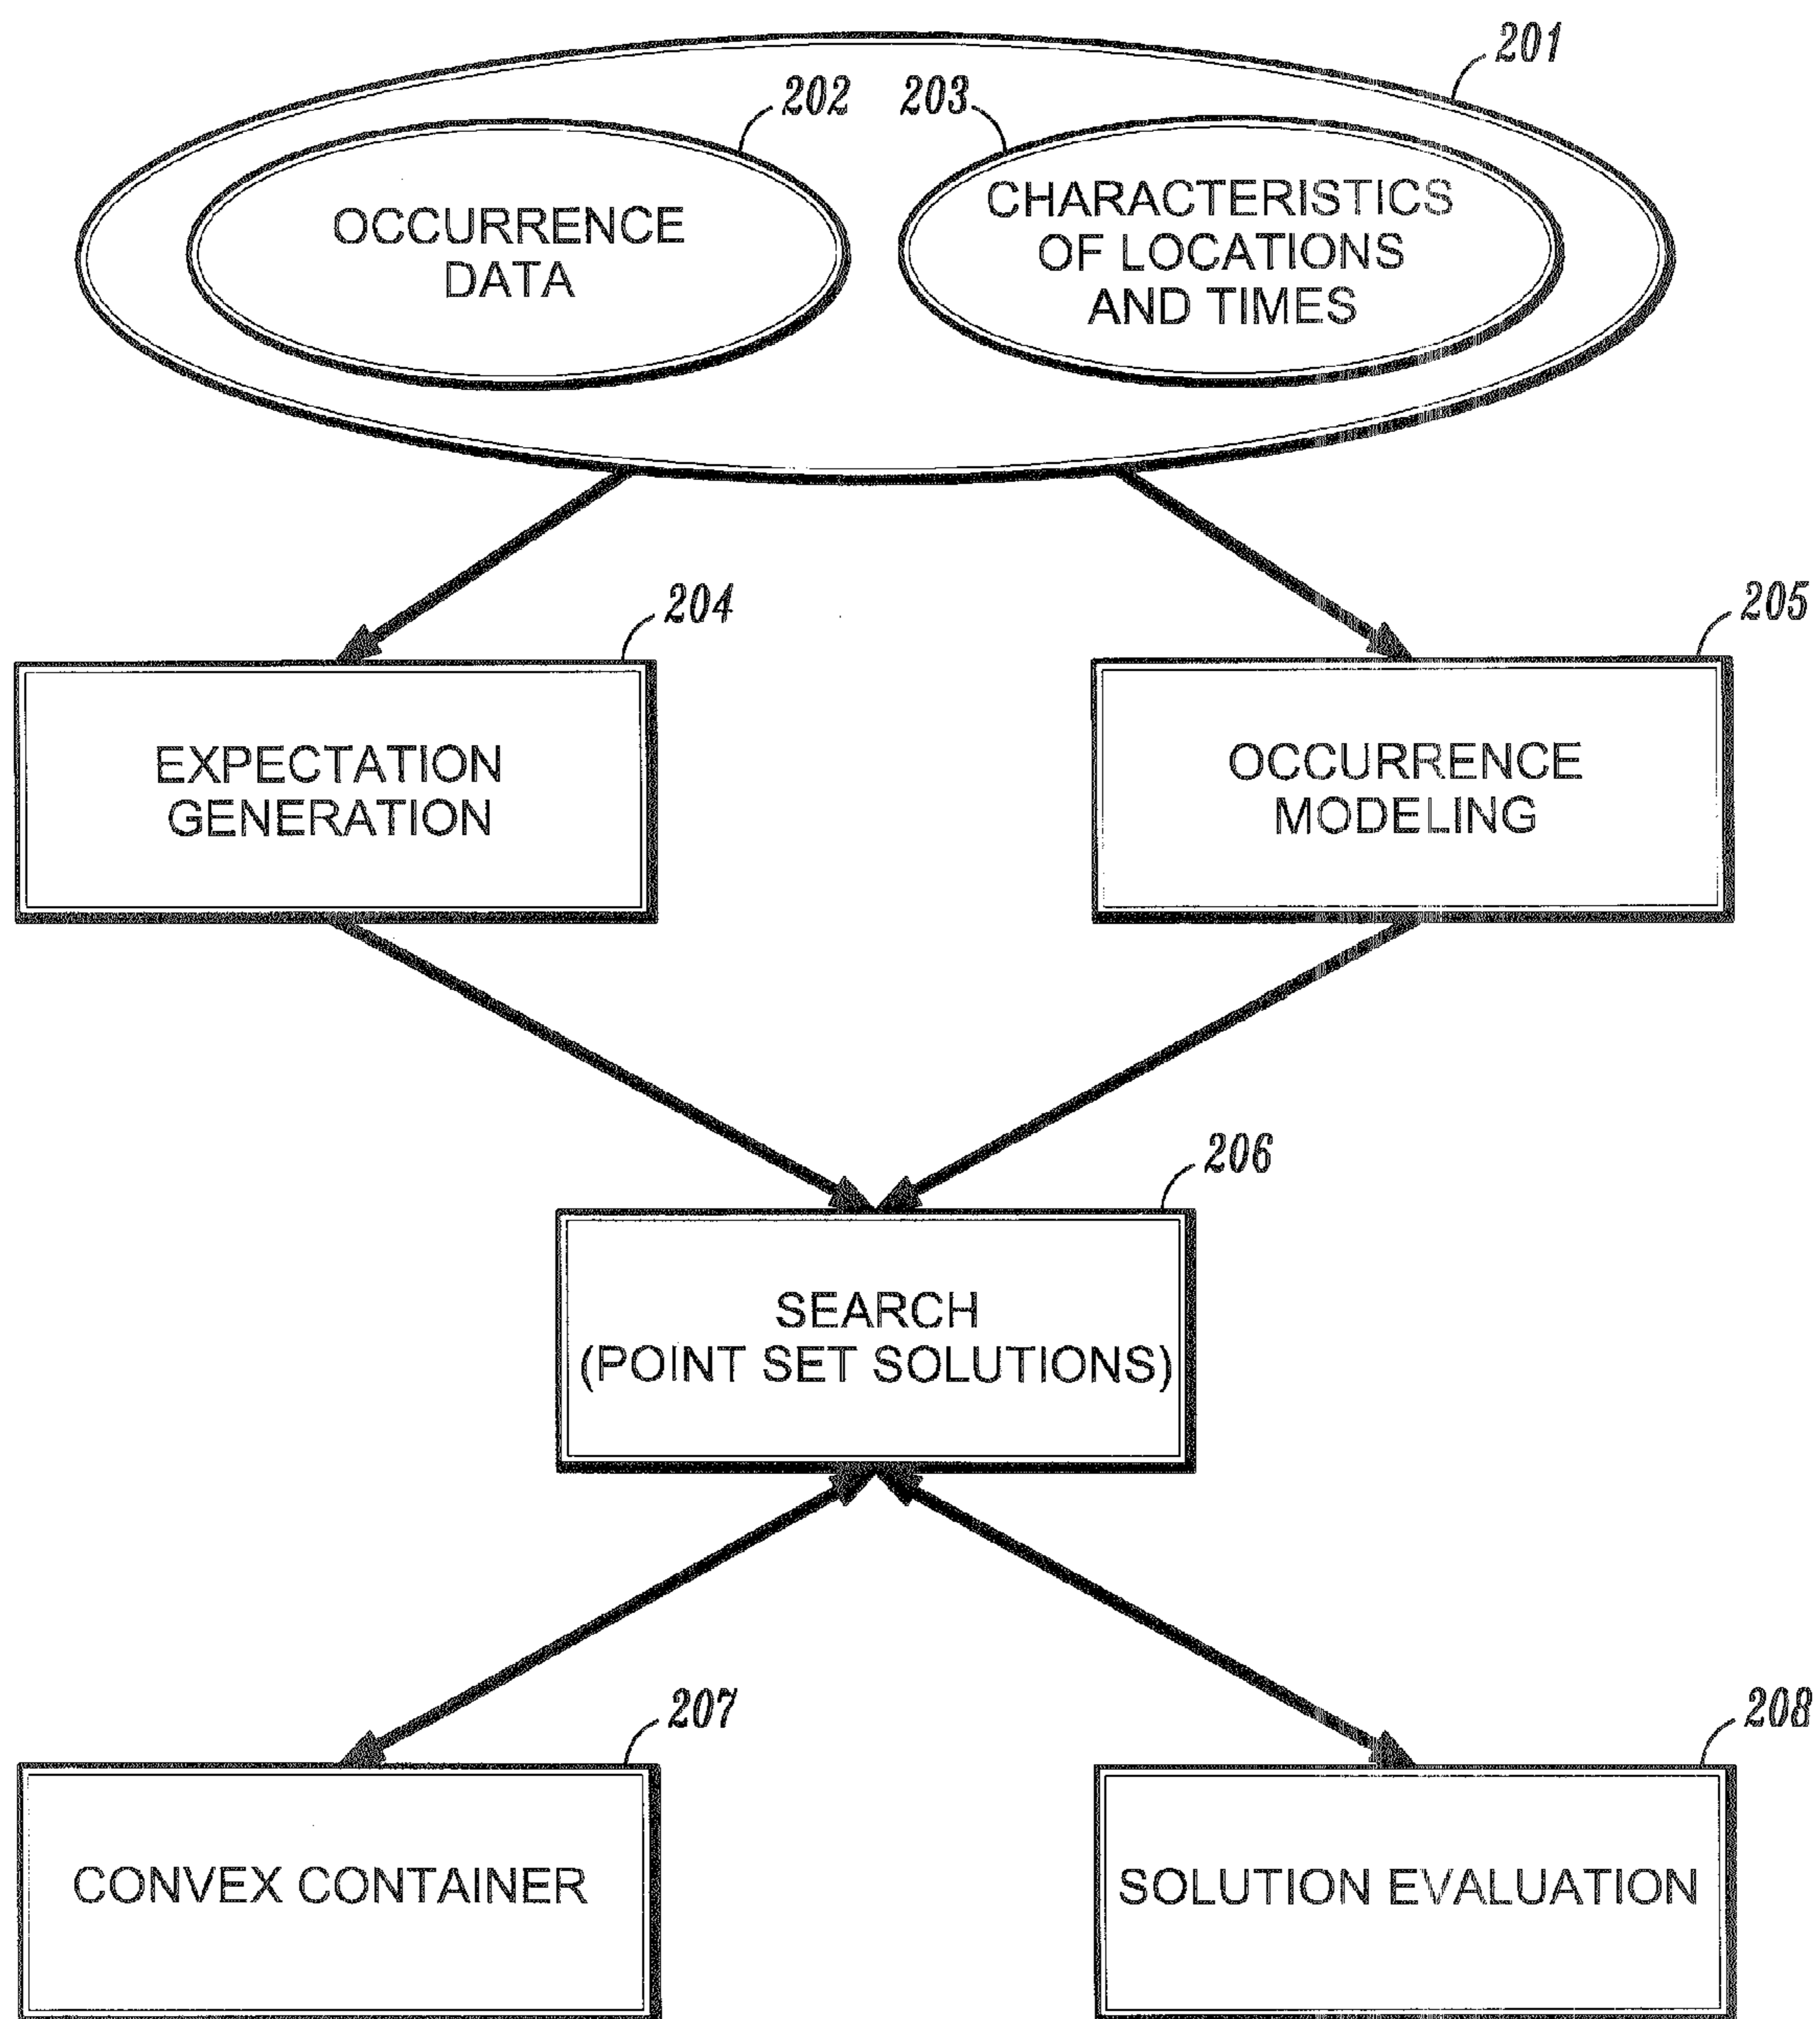 201
202
203
OCCURRENCE
DATA
CHARACTERISTICS
OF LOCATIONS
AND TIMES
204
205
EXPECTATION
GENERATION
OCCURRENCE
MODELING
206
SEARCH
(POINT SET SOLUTIONS)
207
208
CONVEX CONTAINER
SOLUTION EVALUATION